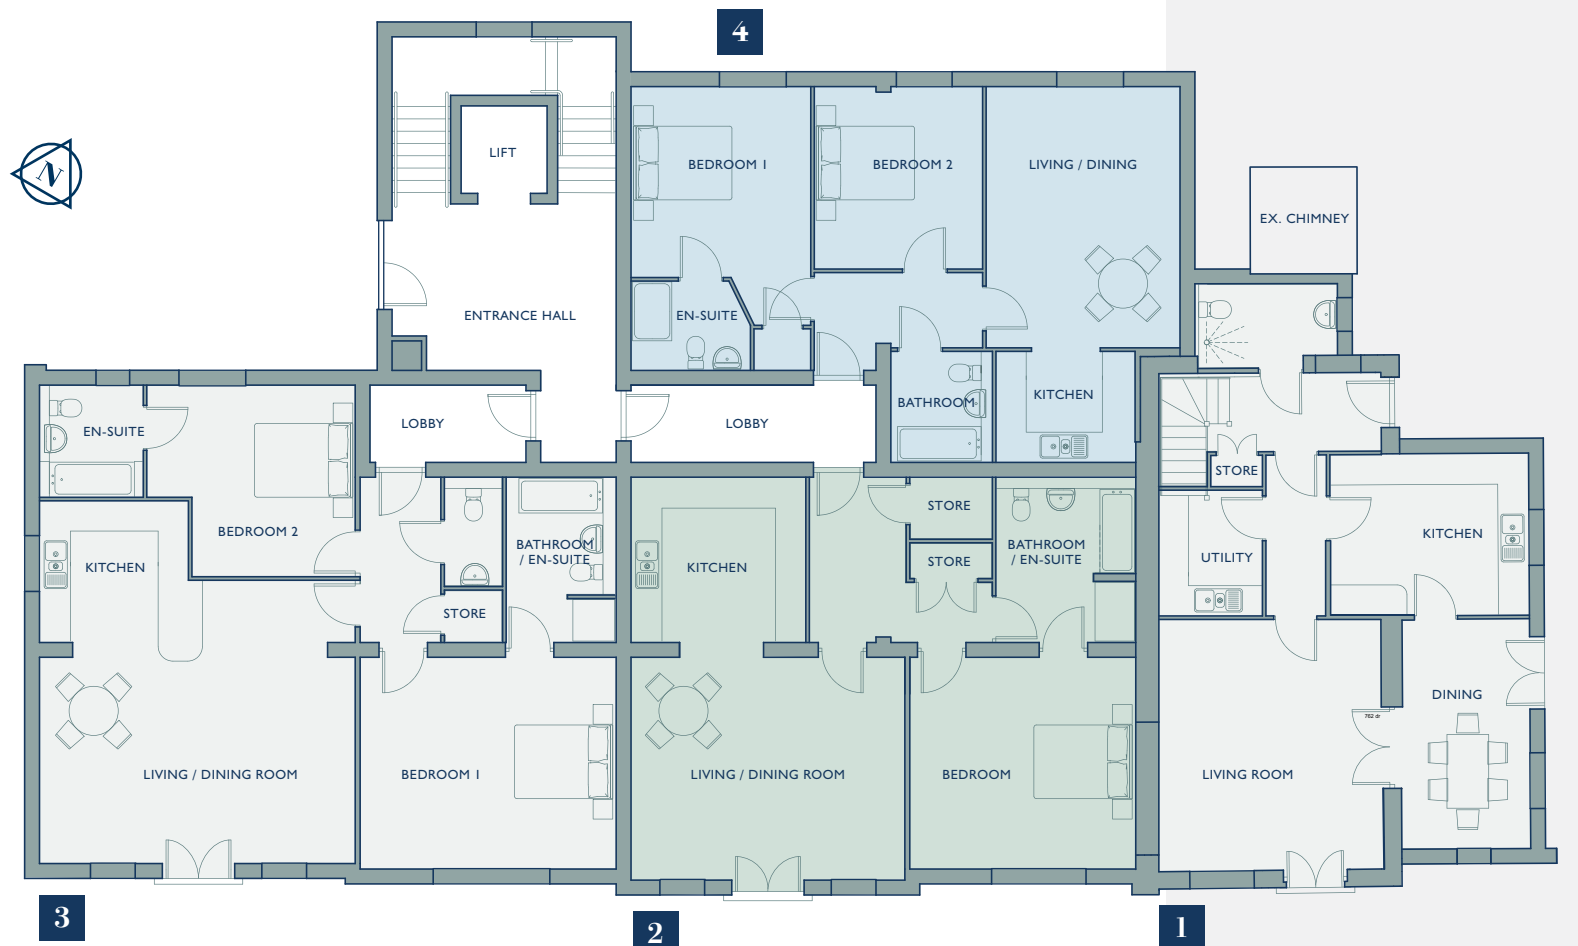 4
LIFT
BEDROOM 1
BEDROOM 2
LIVING / DINING
N
EX. CHIMNEY
ENTRANCE HALL
EN-SUITE
KITCHEN
BATHROOM
EN-SUITE
LOBBY
LOBBY
STORE
BEDROOM 2
STORE
BATHROOM
/ EN-SUITE
BATHROOM
/ EN-SUITE
KITCHEN
STORE
UTILITY
KITCHEN
KITCHEN
STORE
DINING
762 dr
LIVING / DINING ROOM
BEDROOM 1
LIVING / DINING ROOM
BEDROOM
LIVING ROOM
3
2
1